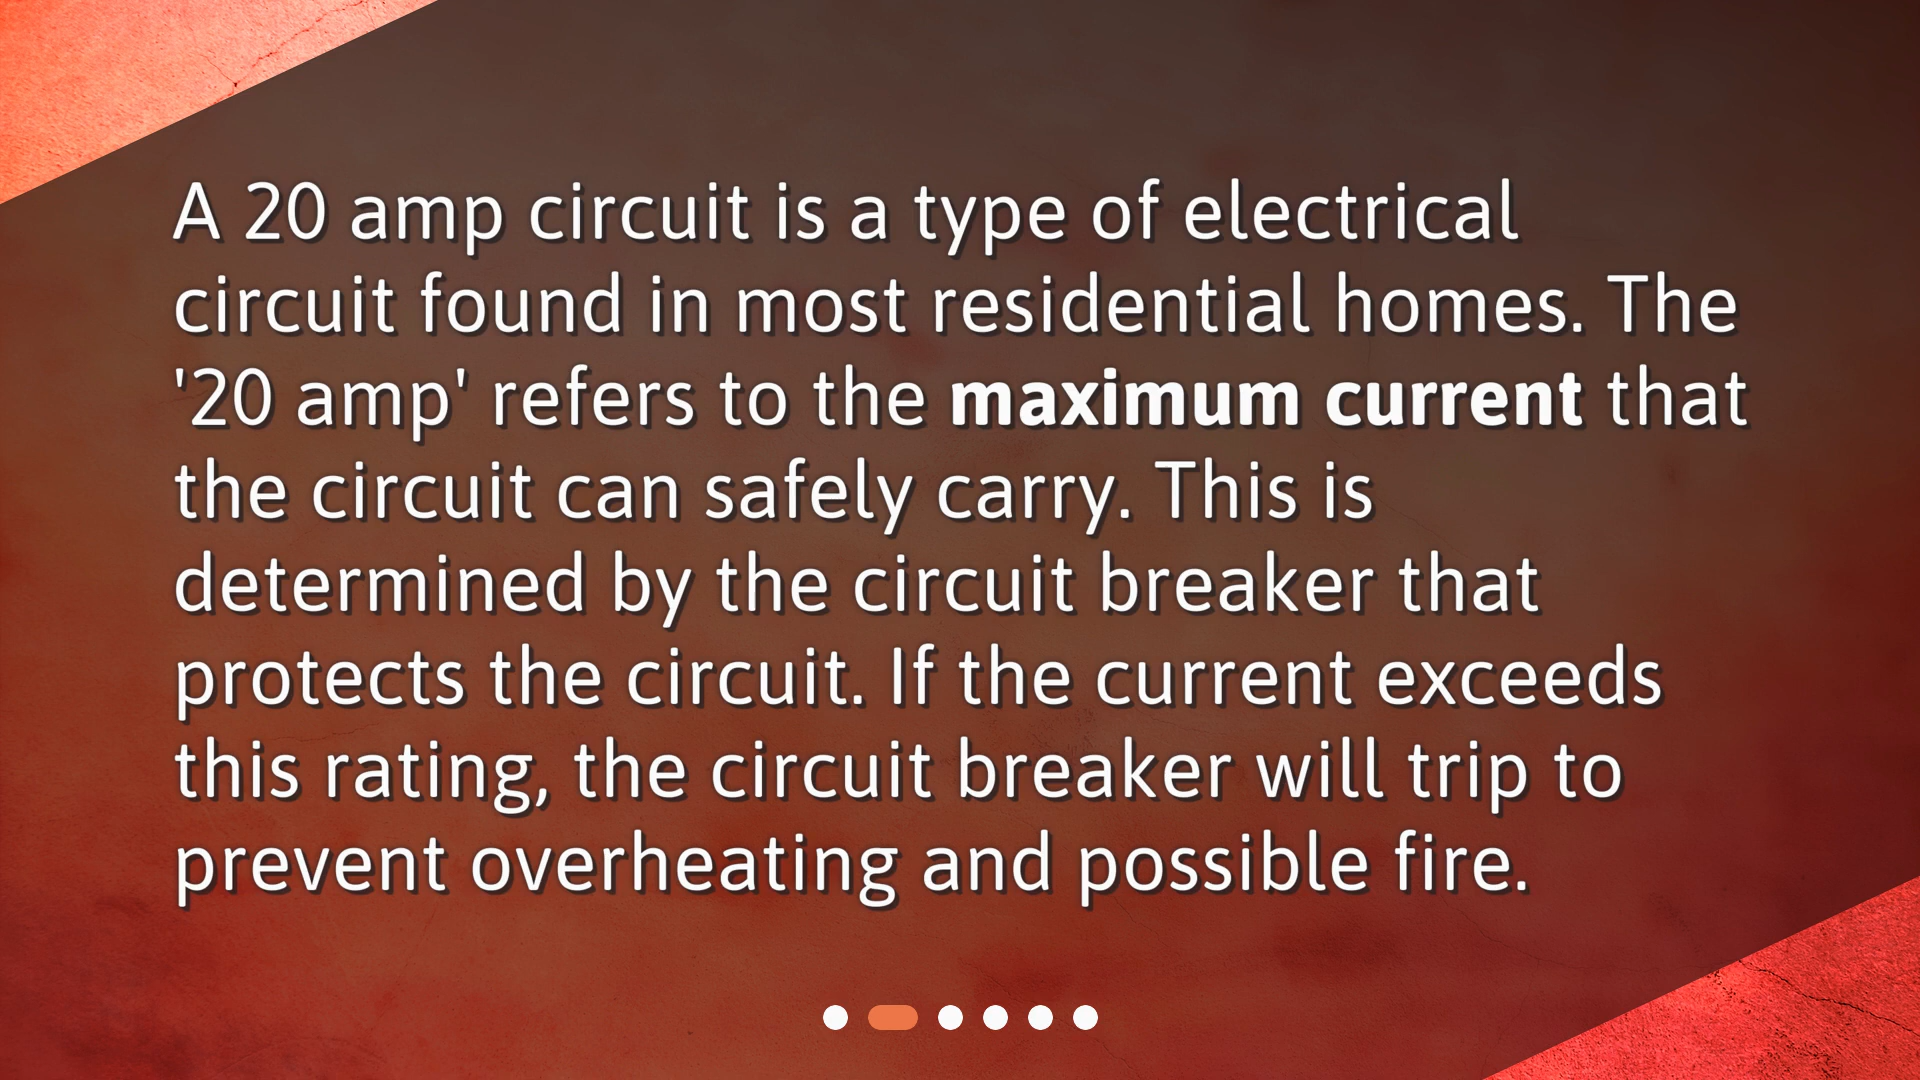 A 20 amp circuit is a type of electrical
circuit found in most residential homes. The
'20 amp' refers to the maximum current that
the circuit can safely carry. This is
determined by the circuit breaker that
protects the circuit. If the current exceeds
this rating, the circuit breaker will trip to
prevent overheating and possible fire.